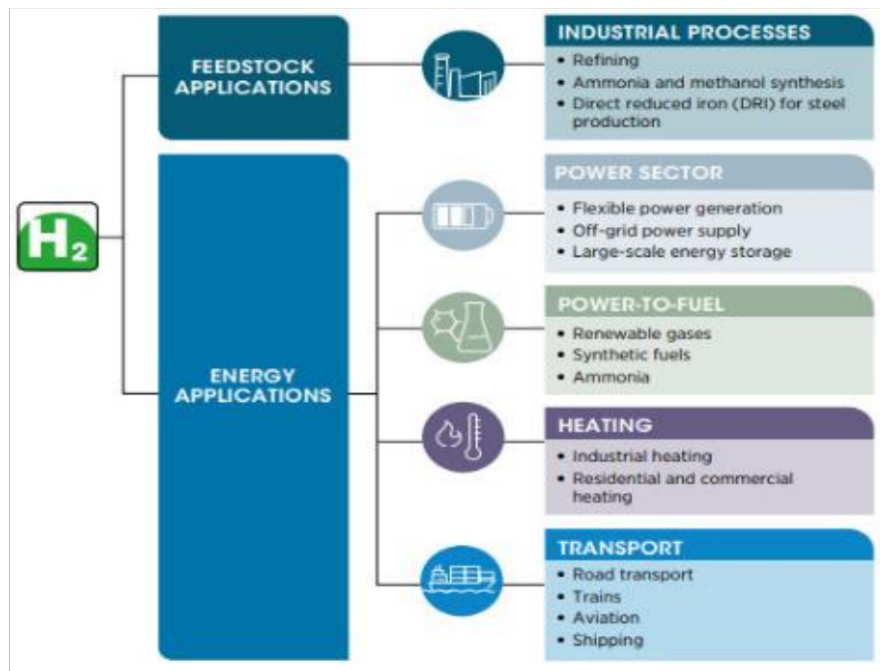 H2
FEEDSTOCK
APPLICATIONS
INDUSTRIAL PROCESSES
• Refining
• Ammonia and methanol synthesis
• Direct reduced iron (DRI) for steel
production
ENERGY
APPLICATIONS
POWER SECTOR
• Flexible power generation
• Off-grid power supply
• Large-scale energy storage
POWER-TO-FUEL
• Renewable gases
• Synthetic fuels
• Ammonia
HEATING
• Industrial heating
• Residential and commercial
heating
TRANSPORT
• Road transport
• Trains
• Aviation
• Shipping